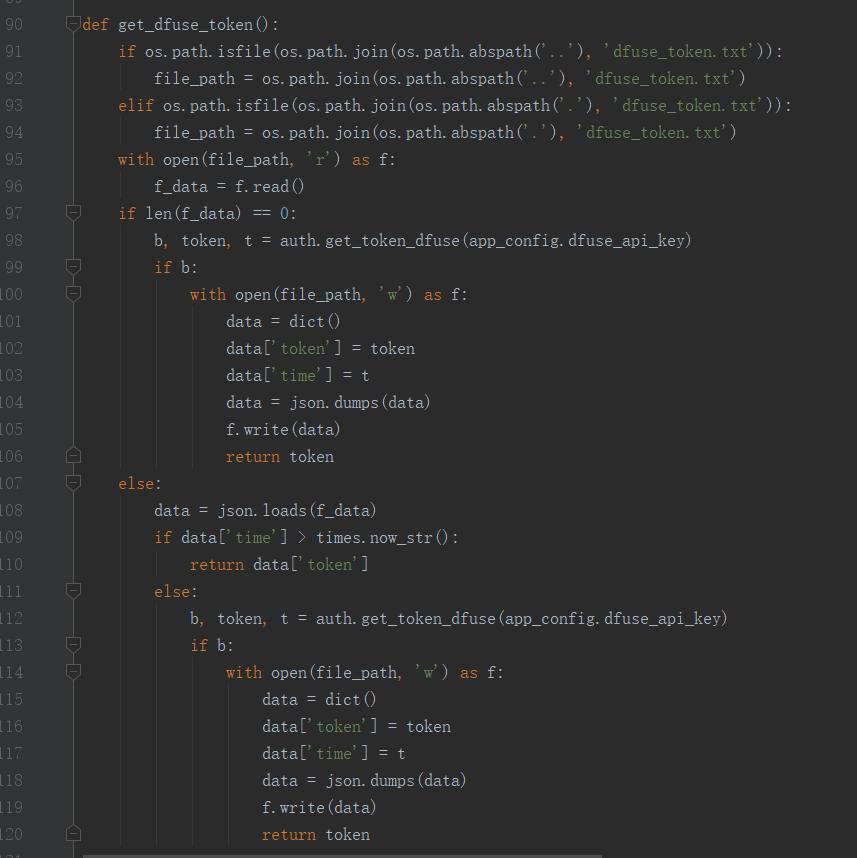 90 def get_dfuse_token():
91     if os.path.isfile(os.path.join(os.path.abspath('..'), 'dfuse_token.txt')):
92         file_path = os.path.join(os.path.abspath('..'), 'dfuse_token.txt')
93     elif os.path.isfile(os.path.join(os.path.abspath('.'), 'dfuse_token.txt')):
94         file_path = os.path.join(os.path.abspath('.'), 'dfuse_token.txt')
95     with open(file_path, 'r') as f:
96         f_data = f.read()
97     if len(f_data) == 0:
98         b, token, t = auth.get_token_dfuse(app_config.dfuse_api_key)
99         if b:
100             with open(file_path, 'w') as f:
101                 data = dict()
102                 data['token'] = token
103                 data['time'] = t
104                 data = json.dumps(data)
105                 f.write(data)
106                 return token
107     else:
108         data = json.loads(f_data)
109         if data['time'] > times.now_str():
110             return data['token']
111         else:
112             b, token, t = auth.get_token_dfuse(app_config.dfuse_api_key)
113             if b:
114                 with open(file_path, 'w') as f:
115                     data = dict()
116                     data['token'] = token
117                     data['time'] = t
118                     data = json.dumps(data)
119                     f.write(data)
120                     return token